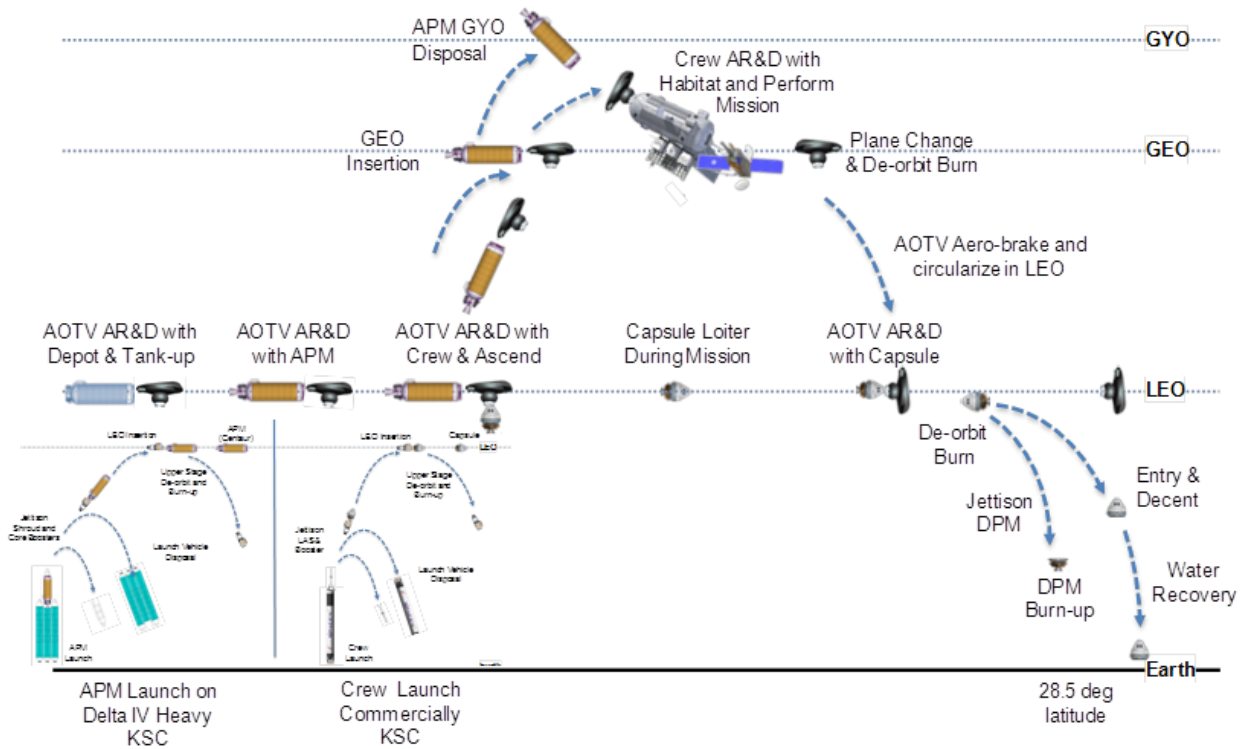 APM GYO
Disposal
GYO
Crew AR&D with
Habitat and Perform
Mission
GEO
Insertion
Plane Change
& De-orbit Burn
GEO
AOTV Aero-brake and
circularize in LEO
AOTV AR&D with
Depot & Tank-up
AOTV AR&D
with APM
AOTV AR&D with
Crew & Ascend
Capsule Loiter
During Mission
AOTV AR&D
with Capsule
LEO
De-orbit
Burn
Jettison
DPM
Entry &
Decent
DPM
Burn-up
Water
Recovery
LEO Insertion
APM
(Centaur)
Upper Stage
De-orbit and
Burn-up
Jettison
Shroud and
Core Boosters
Launch Vehicle
Disposal
APM
Launch
LEO Insertion
Capsule
LEO
Upper Stage
De-orbit and
Burn-up
Jettison
LAS &
Booster
Launch Vehicle
Disposal
Crew
Launch
Earth
APM Launch on
Delta IV Heavy
KSC
Crew Launch
Commercially
KSC
28.5 deg
latitude